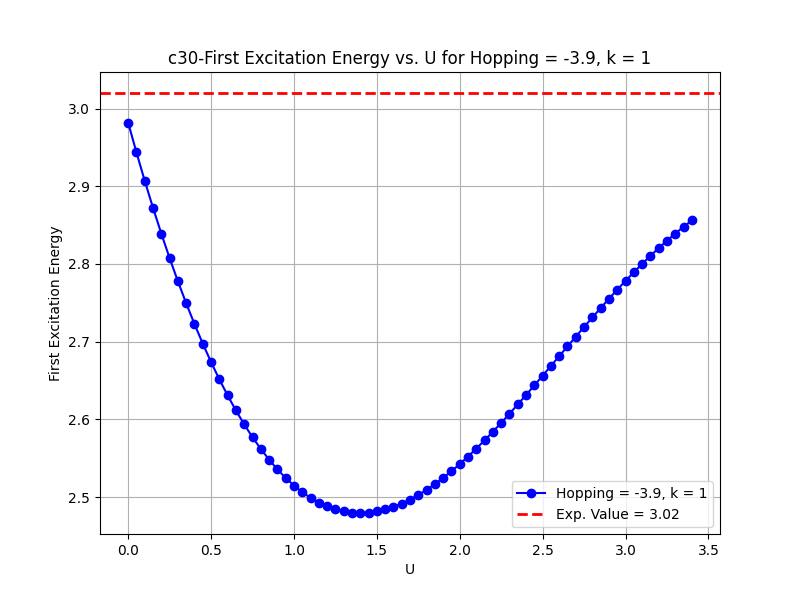 c30-First Excitation Energy vs. U for Hopping = -3.9, k = 1
First Excitation Energy
3.0
2.9
2.8
2.7
2.6
2.5
Hopping = -3.9, k = 1
Exp. Value = 3.02
0.0 0.5 1.0 1.5 2.0 2.5 3.0 3.5
U